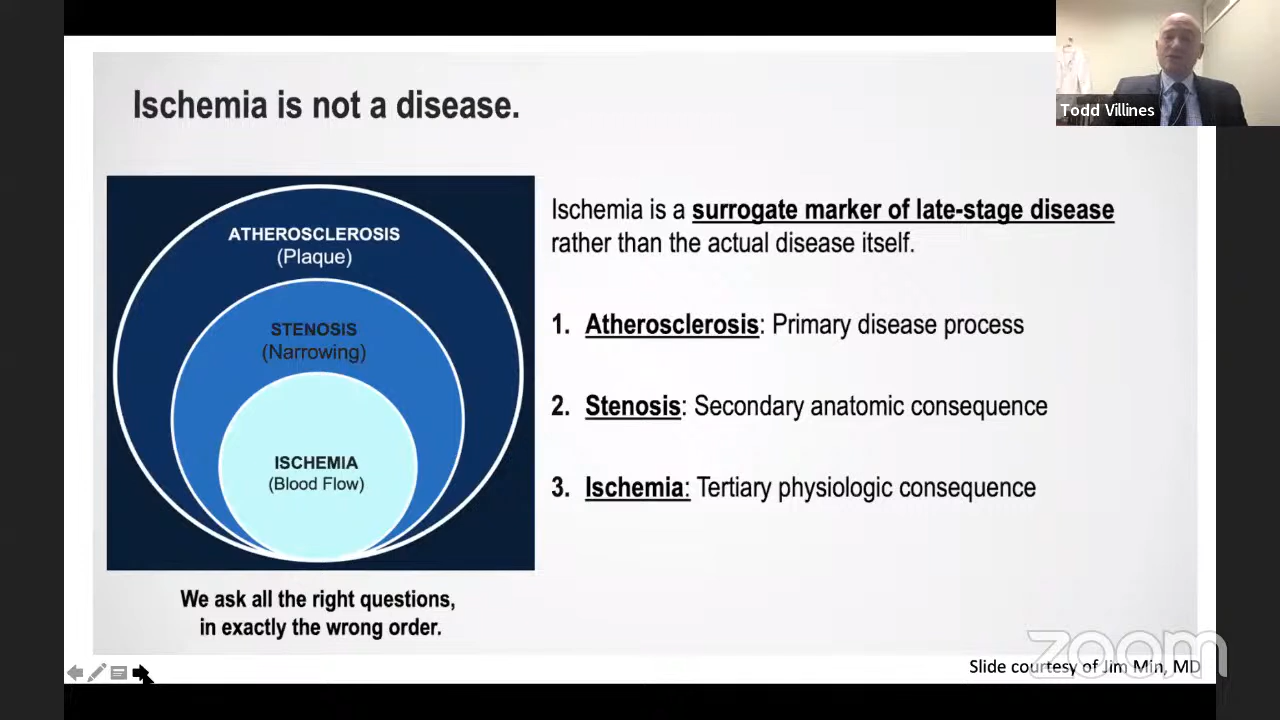 Ischemia is not a disease.
Todd Villines
ATHEROSCLEROSIS
(Plaque)
STENOSIS
(Narrowing)
ISCHEMIA
(Blood Flow)
We ask all the right questions,
in exactly the wrong order.
Ischemia is a surrogate marker of late-stage disease
rather than the actual disease itself.
1. Atherosclerosis: Primary disease process
2. Stenosis: Secondary anatomic consequence
3. Ischemia: Tertiary physiologic consequence
zoom
Slide courtesy of Jim Min, MD